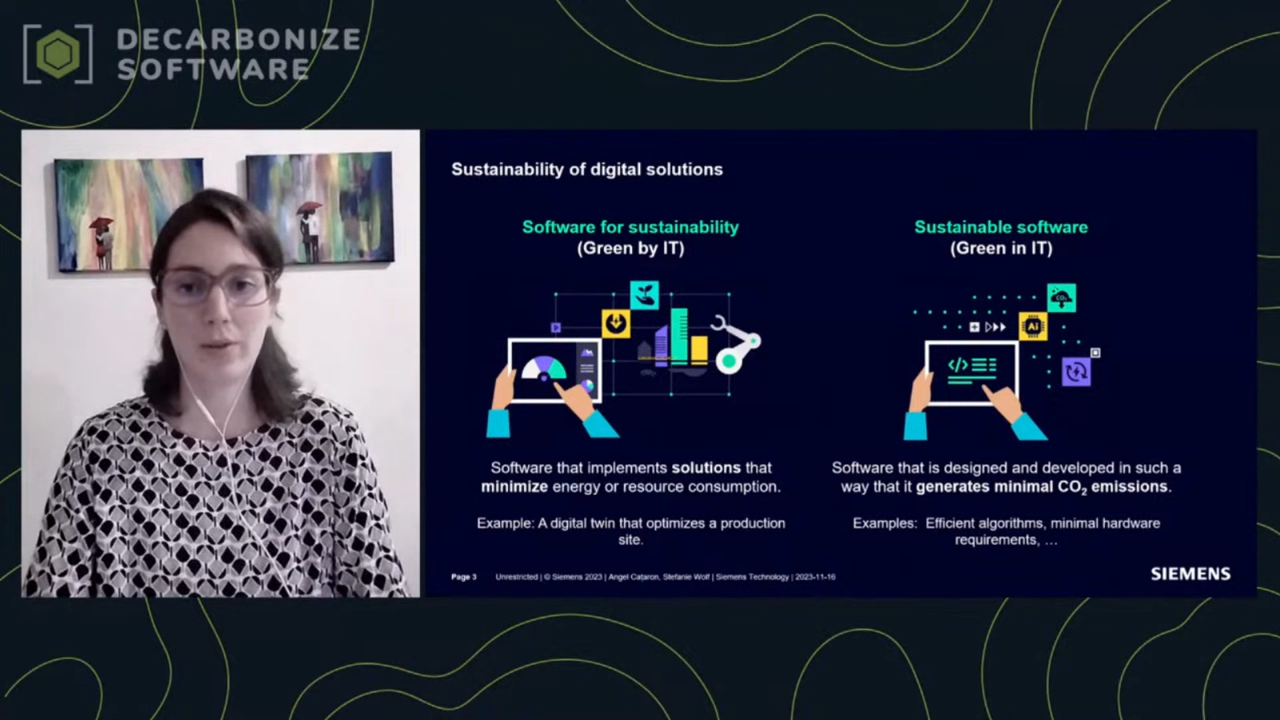 DECARBONIZE
SOFTWARE
Sustainability of digital solutions
Software for sustainability
(Green by IT)
Software that implements solutions that
minimize energy or resource consumption.
Example: A digital twin that optimizes a production
site.
Sustainable software
(Green in IT)
CO₂
AI
</>
Software that is designed and developed in such a
way that it generates minimal CO₂ emissions.
Examples: Efficient algorithms, minimal hardware
requirements, …
Page 3 Unrestricted | © Siemens 2023 | Angel Cațaron, Stefanie Wolf | Siemens Technology | 2023-11-16
SIEMENS